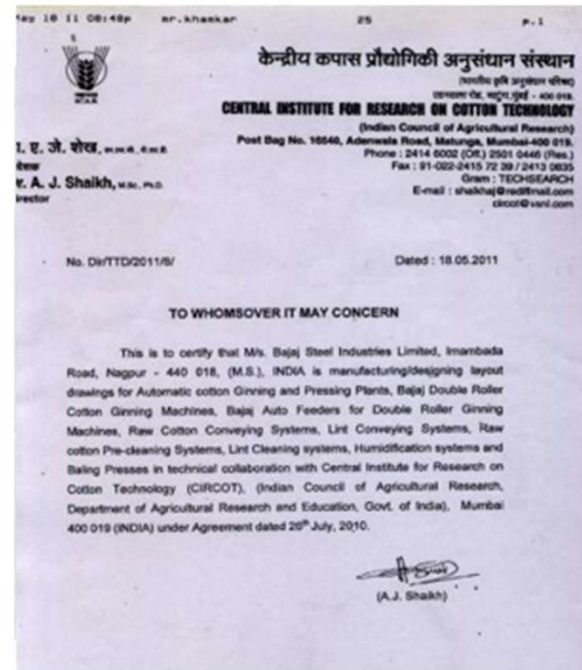 May 18 11 08:48p mr.khaskar 25 p.1
केन्द्रीय कपास प्रौद्योगिकी अनुसंधान संस्थान
(भारतीय कृषि अनुसंधान परिषद)
CENTRAL INSTITUTE FOR RESEARCH ON COTTON TECHNOLOGY
(Indian Council of Agricultural Research)
Post Bag No. 16640, Adenwala Road, Matunga, Mumbai-400 019.
Phone : 2414 6002 (Off.) 2501 0446 (Res.)
Fax : 91-022-2415 72 39 / 2413 0835
Gram : TECHSEARCH
E-mail : shaikhaj@rediffmail.com
circot@vsnl.com
ए. जे. शेख,
r. A. J. Shaikh, M.Sc., Ph.D.
irector
No. Dir/TTD/2011/8/ Dated : 18.05.2011
TO WHOMSOVER IT MAY CONCERN
This is to certify that M/s. Bajaj Steel Industries Limited, Imambada
Road, Nagpur - 440 018, (M.S.), INDIA is manufacturing/designing layout
drawings for Automatic cotton Ginning and Pressing Plants, Bajaj Double Roller
Cotton Ginning Machines, Bajaj Auto Feeders for Double Roller Ginning
Machines, Raw Cotton Conveying Systems, Lint Conveying Systems, Raw
cotton Pre-cleaning Systems, Lint Cleaning systems, Humidification systems and
Baling Presses in technical collaboration with Central Institute for Research on
Cotton Technology (CIRCOT), (Indian Council of Agricultural Research,
Department of Agricultural Research and Education, Govt. of India), Mumbai
400 019 (INDIA) under Agreement dated 26th July, 2010.
(A.J. Shaikh)